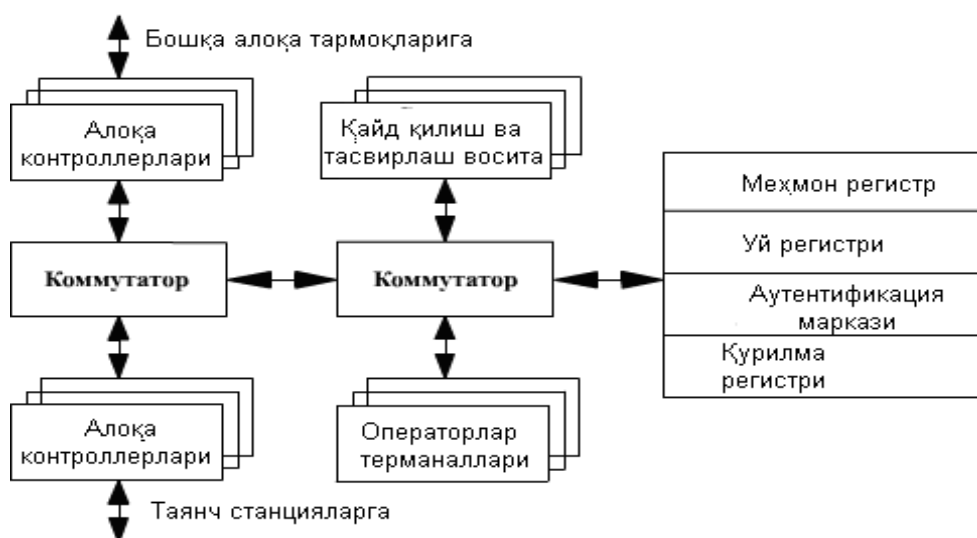 Бошқа алоқа тармоқларига
Алоқа
контроллерлари
Қайд қилиш ва
тасвирлаш восита
Меҳмон регистр
Уй регистри
Аутентификация
маркази
Қурилма
регистри
Коммутатор
Коммутатор
Алоқа
контроллерлари
Операторлар
терманаллари
Таянч станцияларга